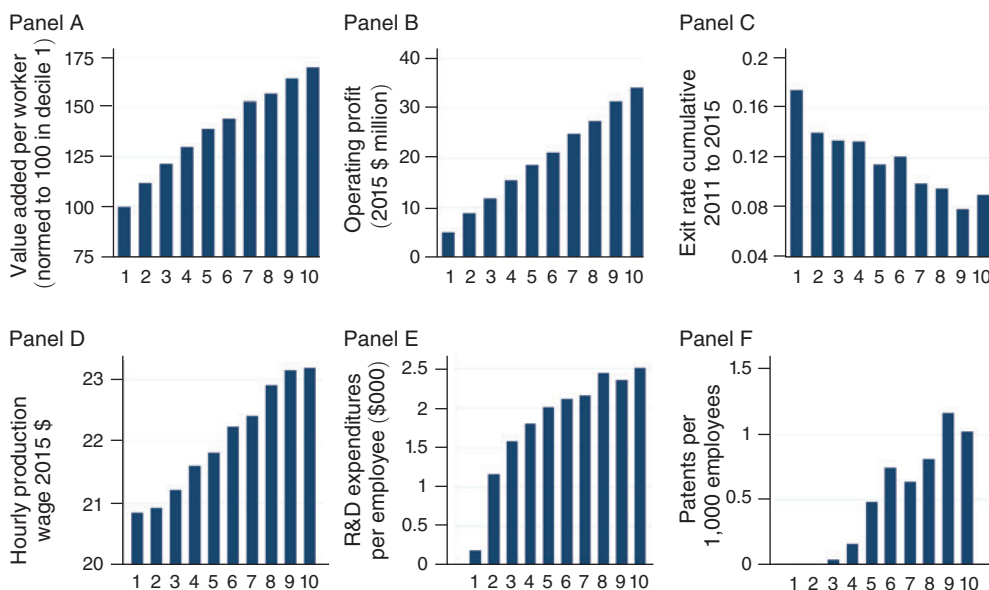 Panel A
Value added per worker
(normed to 100 in decile 1)
175
150
125
100
75
1 2 3 4 5 6 7 8 9 10
Panel B
Operating profit
(2015 $ million)
40
30
20
10
0
1 2 3 4 5 6 7 8 9 10
Panel C
Exit rate cumulative
2011 to 2015
0.2
0.16
0.12
0.08
0.04
1 2 3 4 5 6 7 8 9 10
Panel D
Hourly production
wage 2015 $
23
22
21
20
1 2 3 4 5 6 7 8 9 10
Panel E
R&D expenditures
per employee ($000)
2.5
2
1.5
1
0.5
0
1 2 3 4 5 6 7 8 9 10
Panel F
Patents per
1,000 employees
1.5
1
0.5
0
1 2 3 4 5 6 7 8 9 10